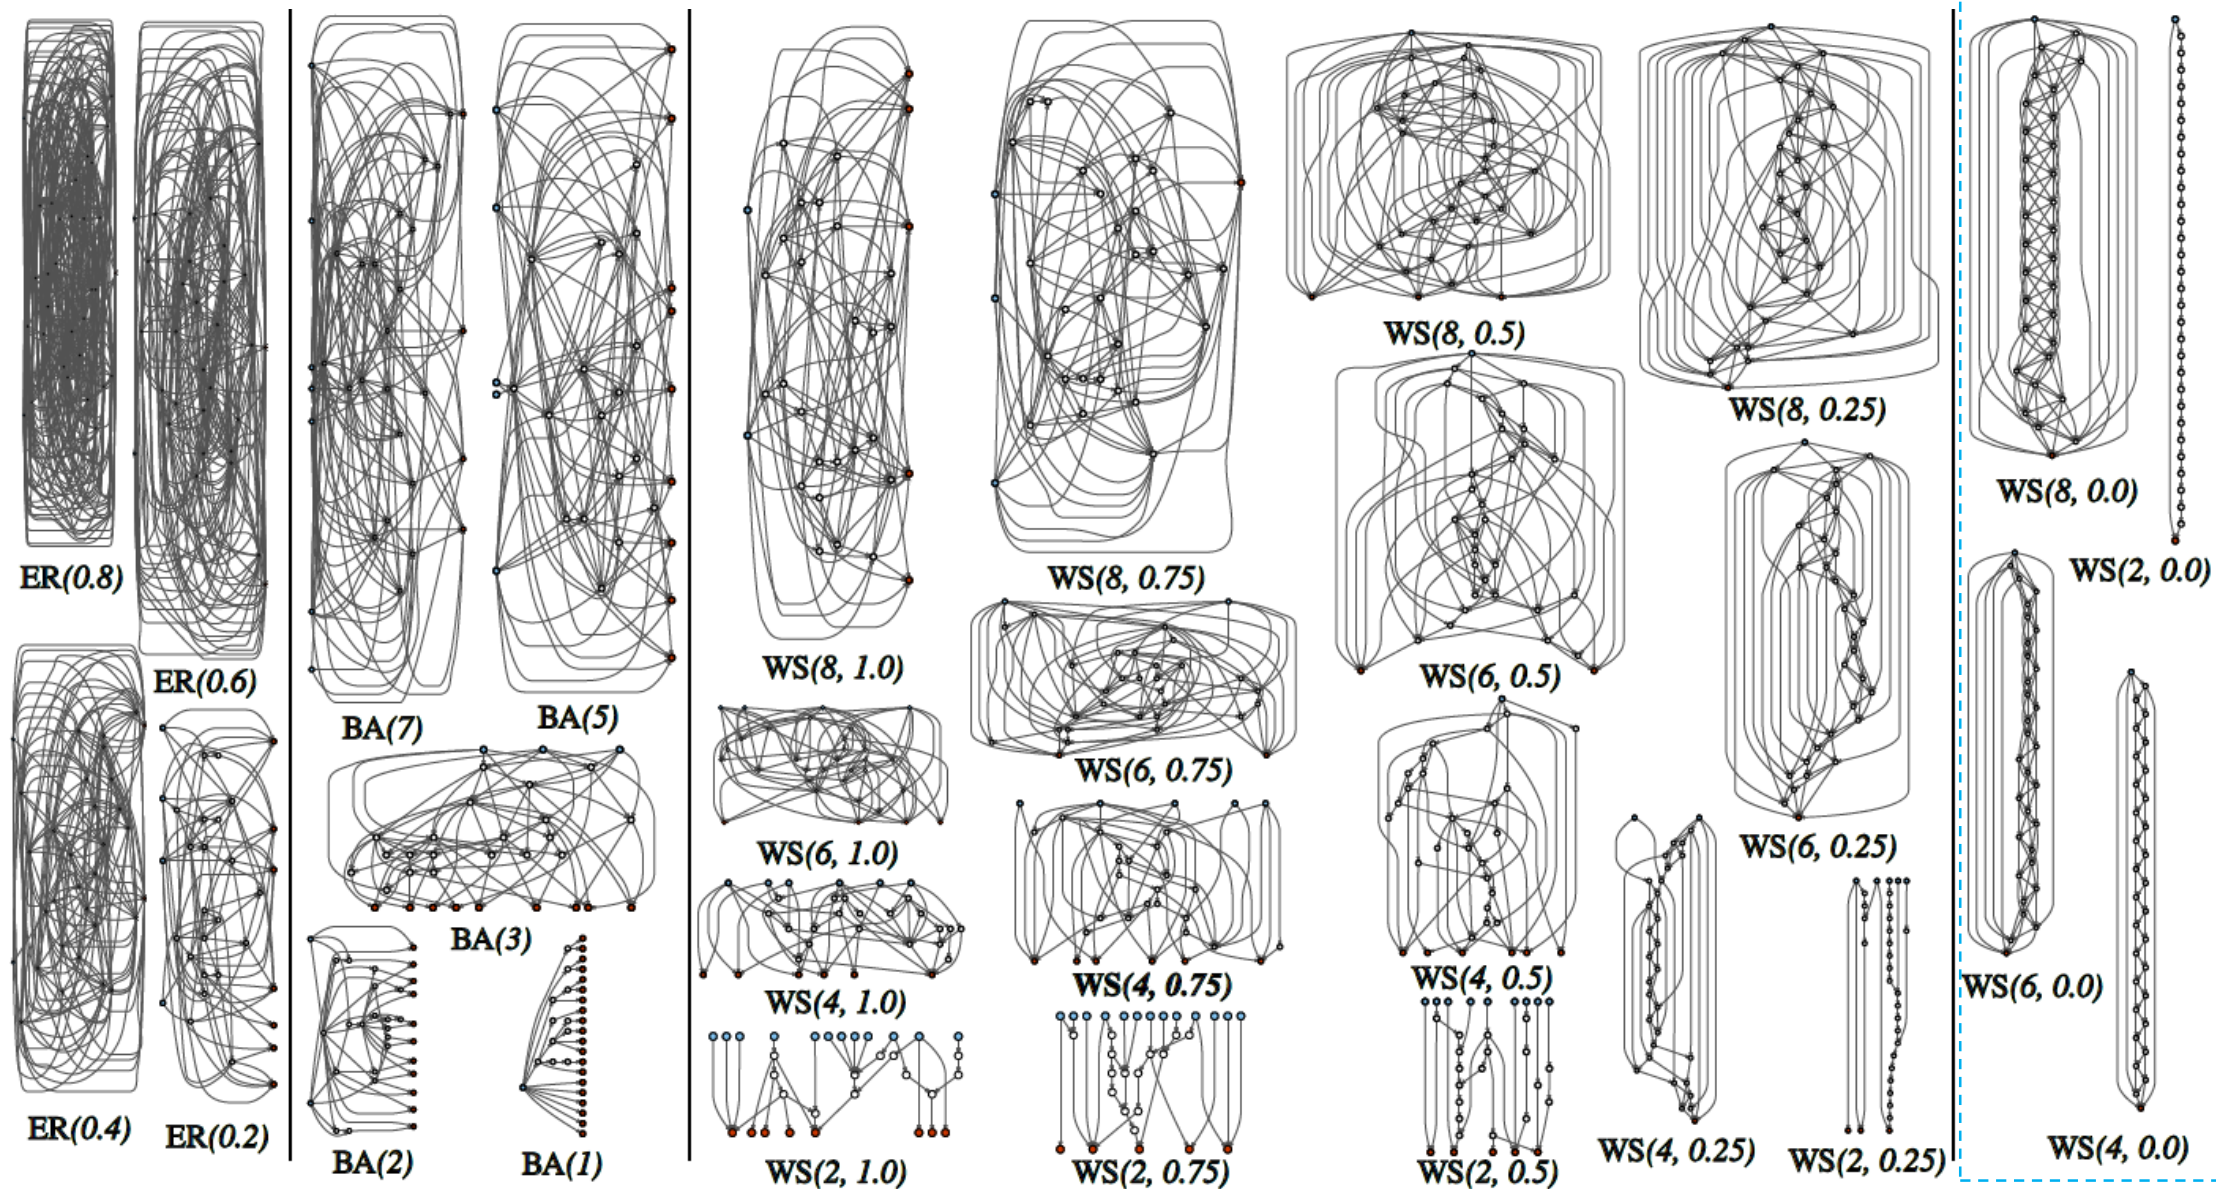 ER(0.8)
ER(0.6)
ER(0.4)
ER(0.2)
BA(7)
BA(5)
BA(3)
BA(2)
BA(1)
WS(8, 1.0)
WS(6, 1.0)
WS(4, 1.0)
WS(2, 1.0)
WS(8, 0.75)
WS(6, 0.75)
WS(4, 0.75)
WS(2, 0.75)
WS(8, 0.5)
WS(6, 0.5)
WS(4, 0.5)
WS(2, 0.5)
WS(8, 0.25)
WS(6, 0.25)
WS(4, 0.25)
WS(2, 0.25)
WS(8, 0.0)
WS(2, 0.0)
WS(6, 0.0)
WS(4, 0.0)